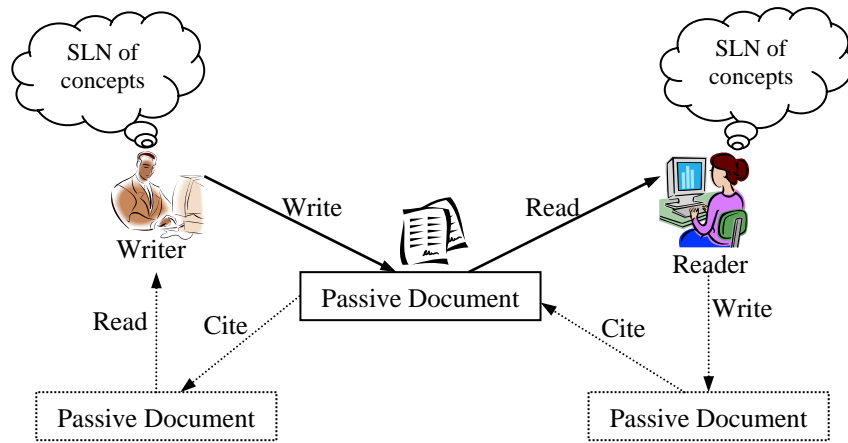 SLN of
concepts
SLN of
concepts
Write
Read
Writer
Reader
Passive Document
Read
Cite
Cite
Write
Passive Document
Passive Document